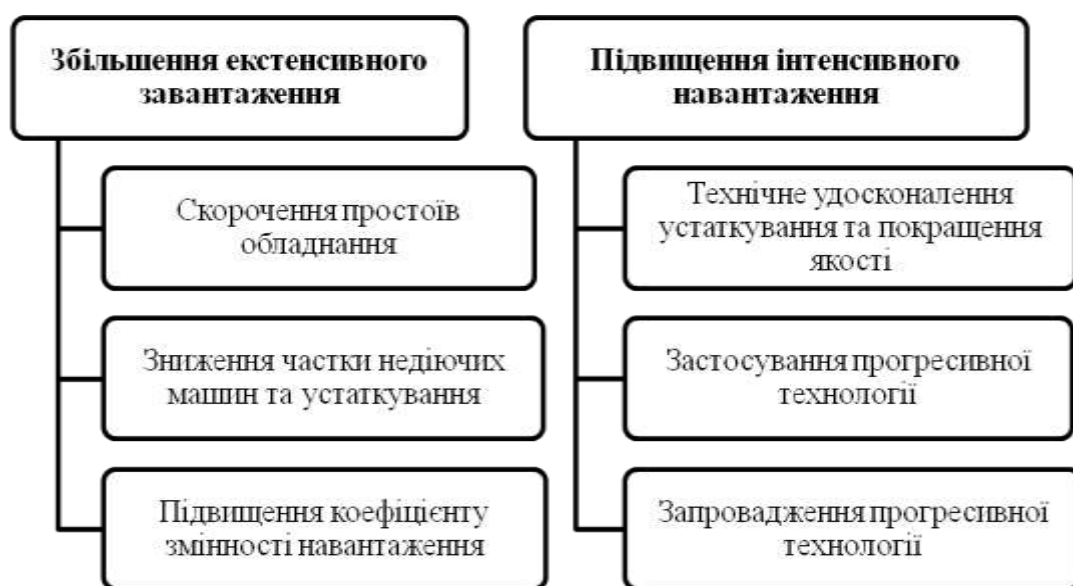 Збільшення екстенсивного
завантаження
Скорочення простоїв
обладнання
Зниження частки недіючих
машин та устаткування
Підвищення коефіцієнту
змінності навантаження
Підвищення інтенсивного
навантаження
Технічне удосконалення
устаткування та покращення
якості
Застосування прогресивної
технології
Запровадження прогресивної
технології